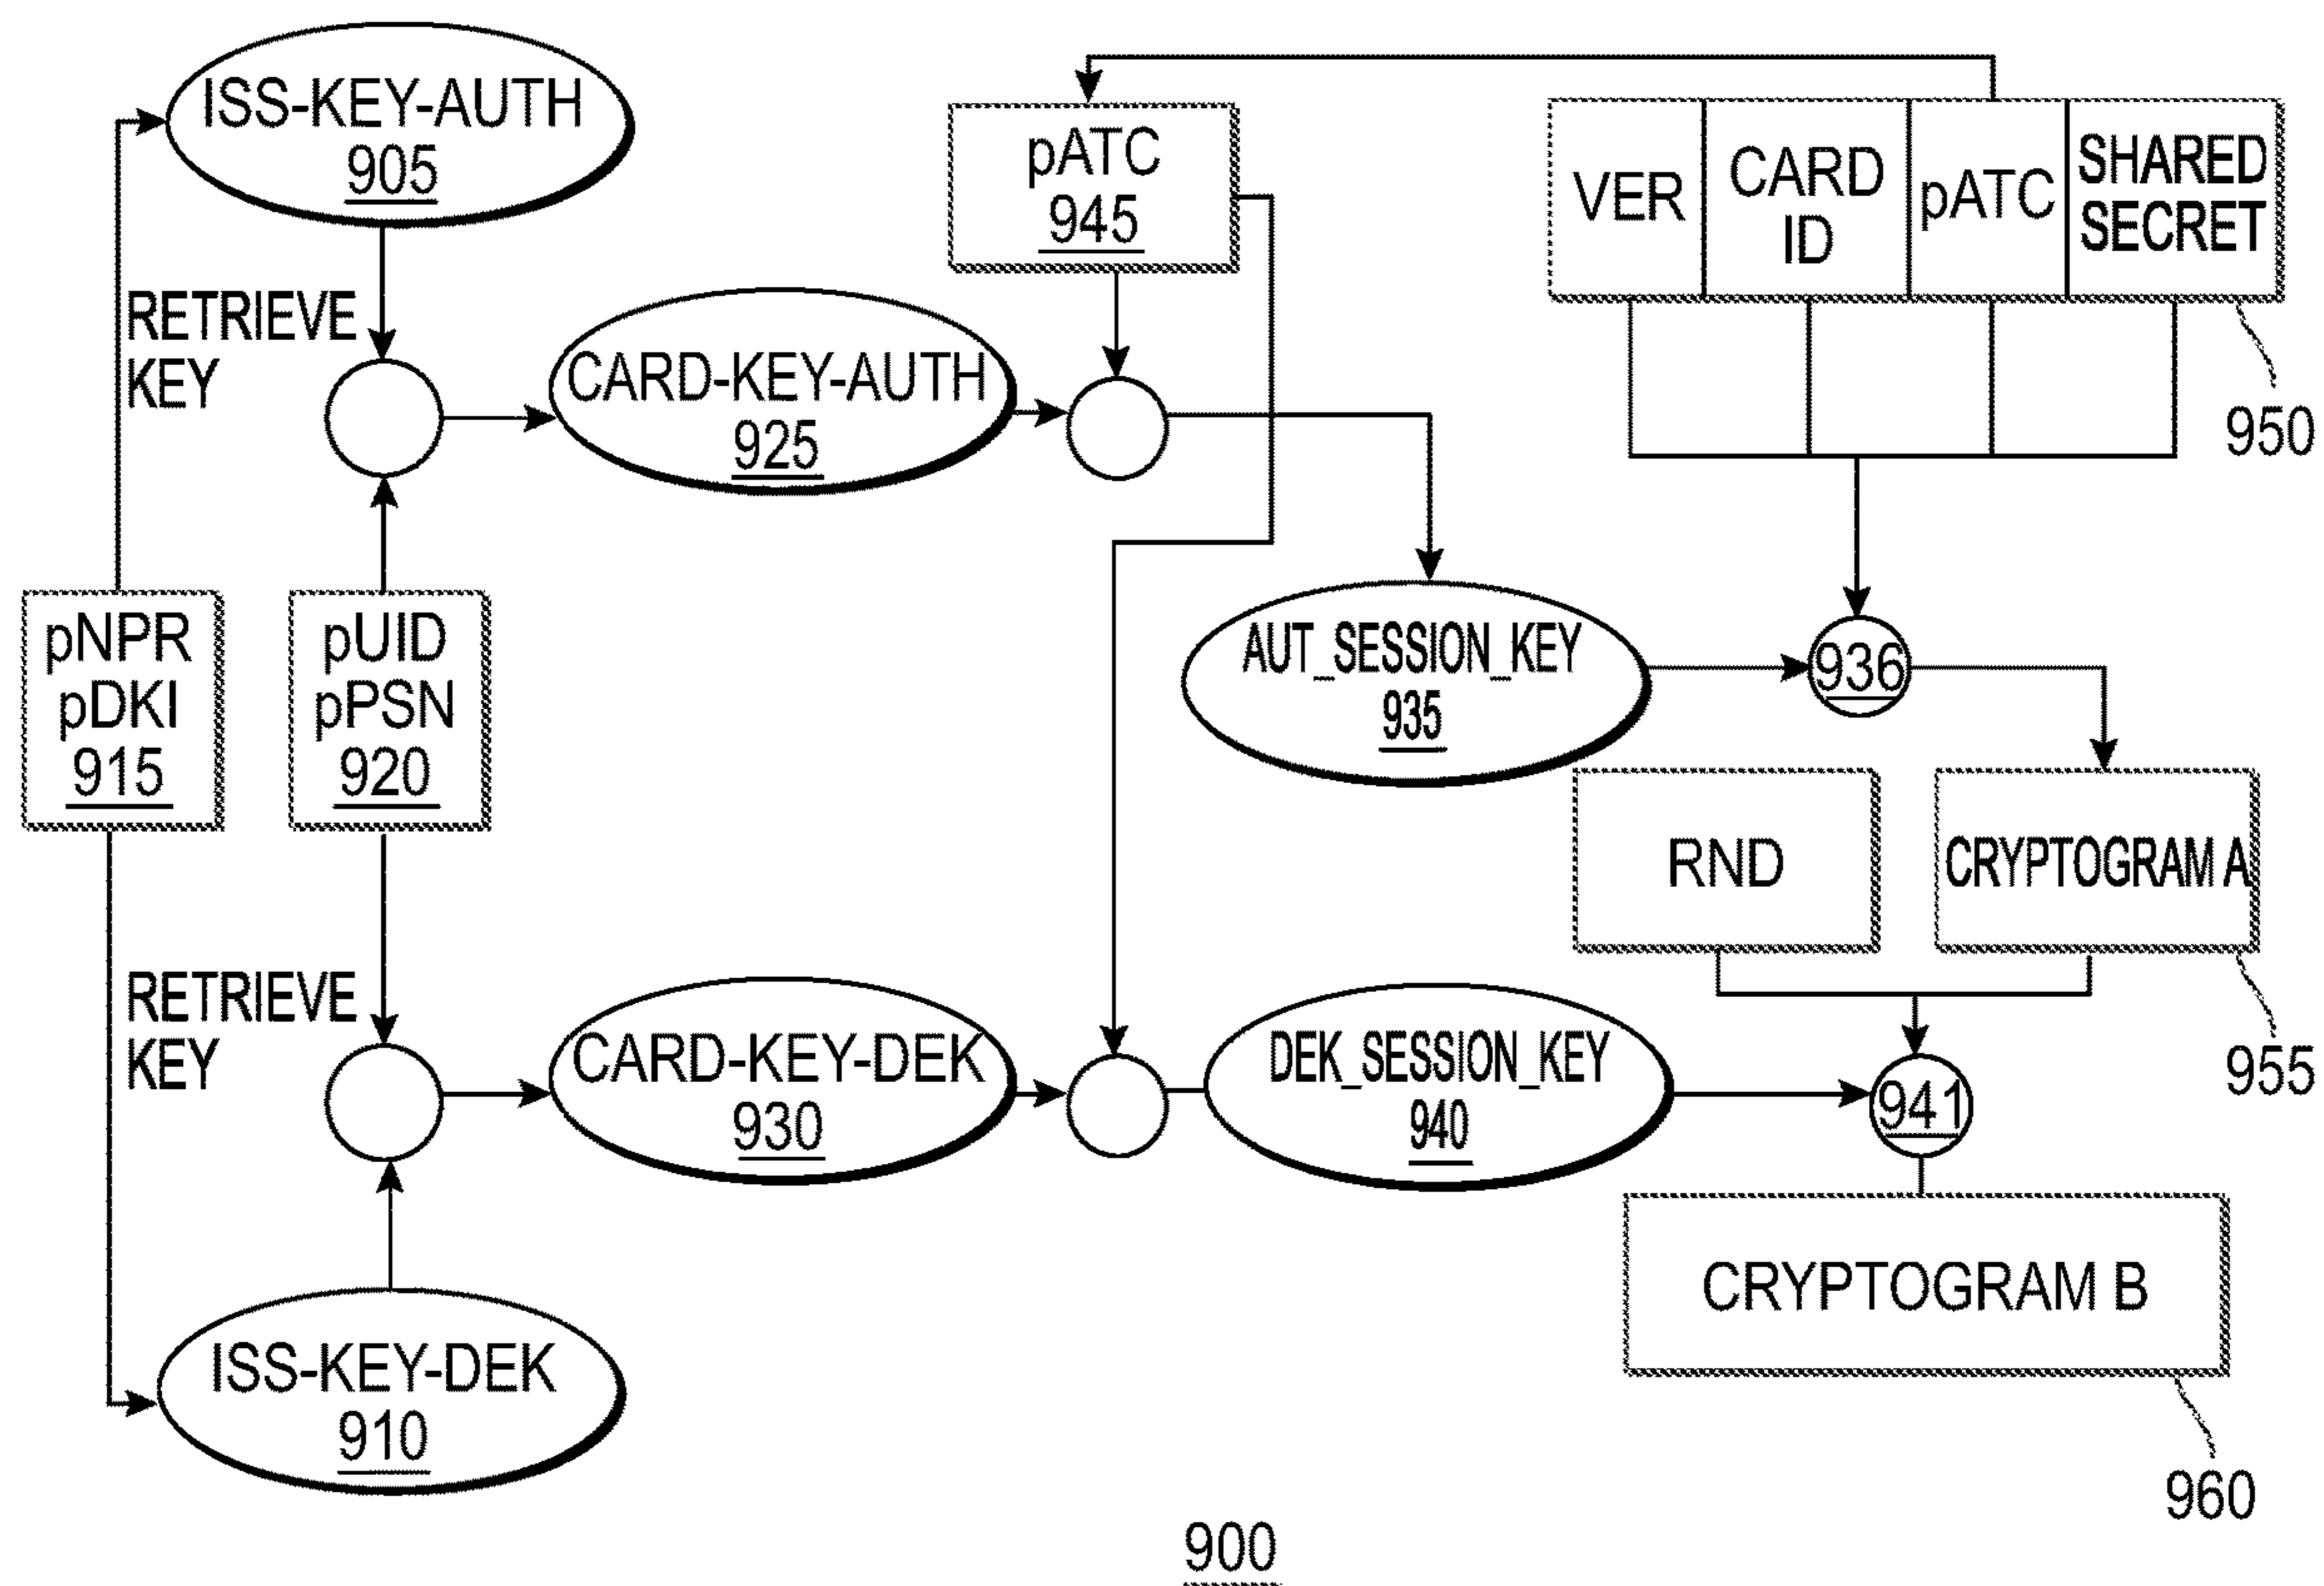 ISS-KEY-AUTH
905
pATC
945
VER
CARD
ID
pATC
SHARED
SECRET
950
RETRIEVE
KEY
CARD-KEY-AUTH
925
pNPR
pDKI
915
pUID
pPSN
920
AUT_SESSION_KEY
935
936
RND
CRYPTOGRAM A
955
RETRIEVE
KEY
CARD-KEY-DEK
930
DEK_SESSION_KEY
940
941
CRYPTOGRAM B
960
ISS-KEY-DEK
910
900